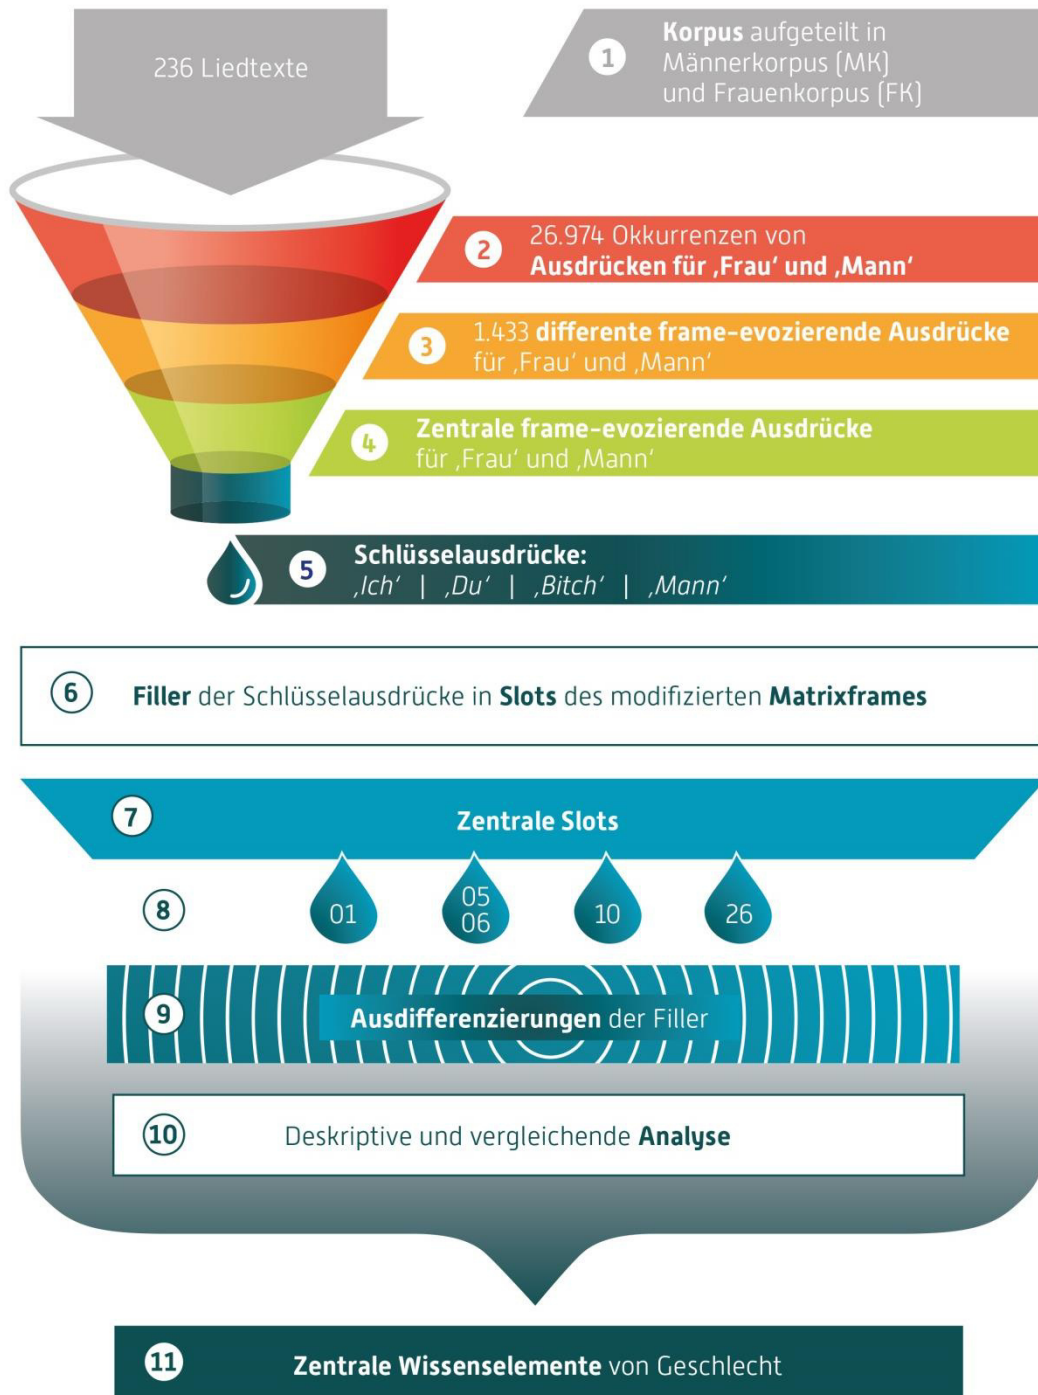 236 Liedtexte
1 Korpus aufgeteilt in
Männerkorpus (MK)
und Frauenkorpus (FK)
2 26.974 Okkurrenzen von
Ausdrücken für ‚Frau‘ und ‚Mann‘
3 1.433 differente frame-evozierende Ausdrücke
für ‚Frau‘ und ‚Mann‘
4 Zentrale frame-evozierende Ausdrücke
für ‚Frau‘ und ‚Mann‘
5 Schlüsselausdrücke:
‚Ich‘ | ‚Du‘ | ‚Bitch‘ | ‚Mann‘
6 Filler der Schlüsselausdrücke in Slots des modifizierten Matrixframes
7 Zentrale Slots
8 01 05 06 10 26
9 Ausdifferenzierungen der Filler
10 Deskriptive und vergleichende Analyse
11 Zentrale Wissenselemente von Geschlecht